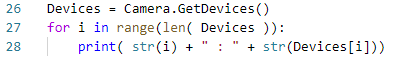 26 Devices = Camera.GetDevices()
27 for i in range(len( Devices )):
28     print( str(i) + " : " + str(Devices[i]))